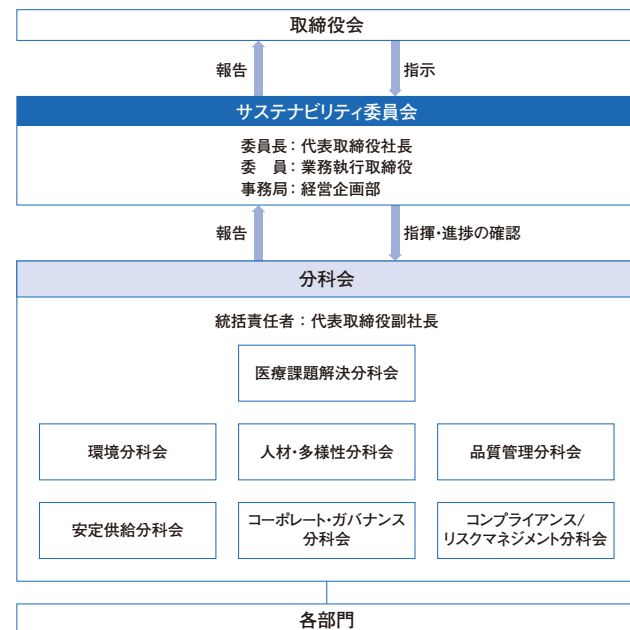 取締役会
報告
指示
サステナビリティ委員会
委員長：代表取締役社長
委　員：業務執行取締役
事務局：経営企画部
報告
指揮・進捗の確認
分科会
統括責任者：代表取締役副社長
医療課題解決分科会
環境分科会
人材・多様性分科会
品質管理分科会
安定供給分科会
コーポレート・ガバナンス
分科会
コンプライアンス/
リスクマネジメント分科会
各部門